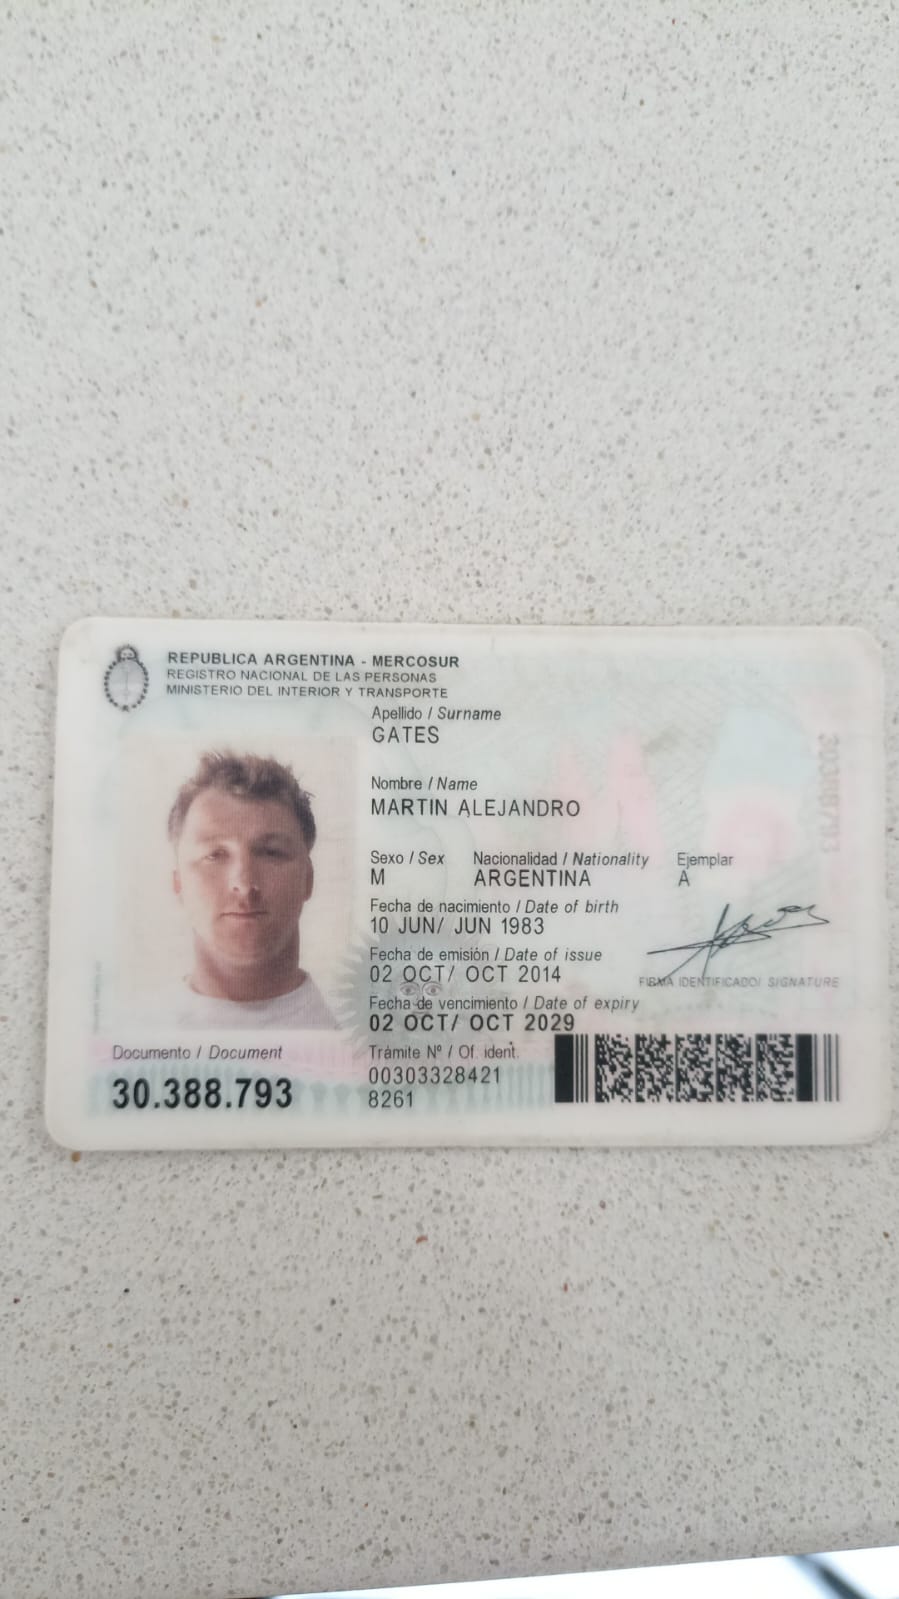 REPUBLICA ARGENTINA - MERCOSUR
REGISTRO NACIONAL DE LAS PERSONAS
MINISTERIO DEL INTERIOR Y TRANSPORTE
Apellido / Surname
GATES
Nombre / Name
MARTIN ALEJANDRO
Sexo / Sex Nacionalidad / Nationality Ejemplar
M ARGENTINA A
Fecha de nacimiento / Date of birth
10 JUN/ JUN 1983
Fecha de emisión / Date of issue
02 OCT/ OCT 2014
FIRMA IDENTIFICADO/ SIGNATURE
Fecha de vencimiento / Date of expiry
02 OCT/ OCT 2029
Documento / Document
30.388.793
Trámite Nº / Of. ident.
00303328421
8261